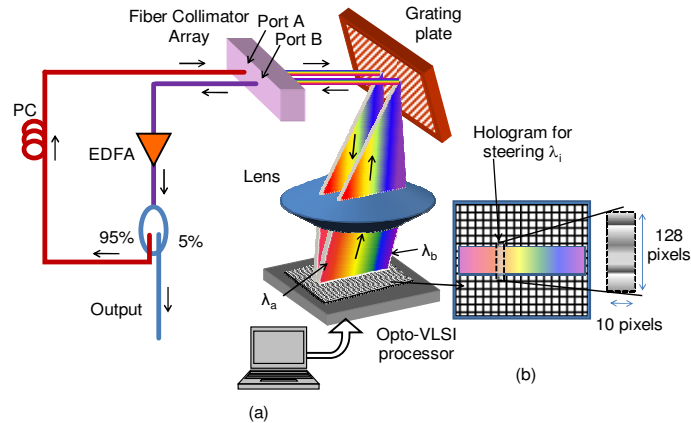 Fiber Collimator
Array
Port A
Port B
Grating
plate
PC
EDFA
Lens
Hologram for
steering λi
95%
5%
λb
λa
128
pixels
10 pixels
Output
Opto-VLSI
processor
(a)
(b)